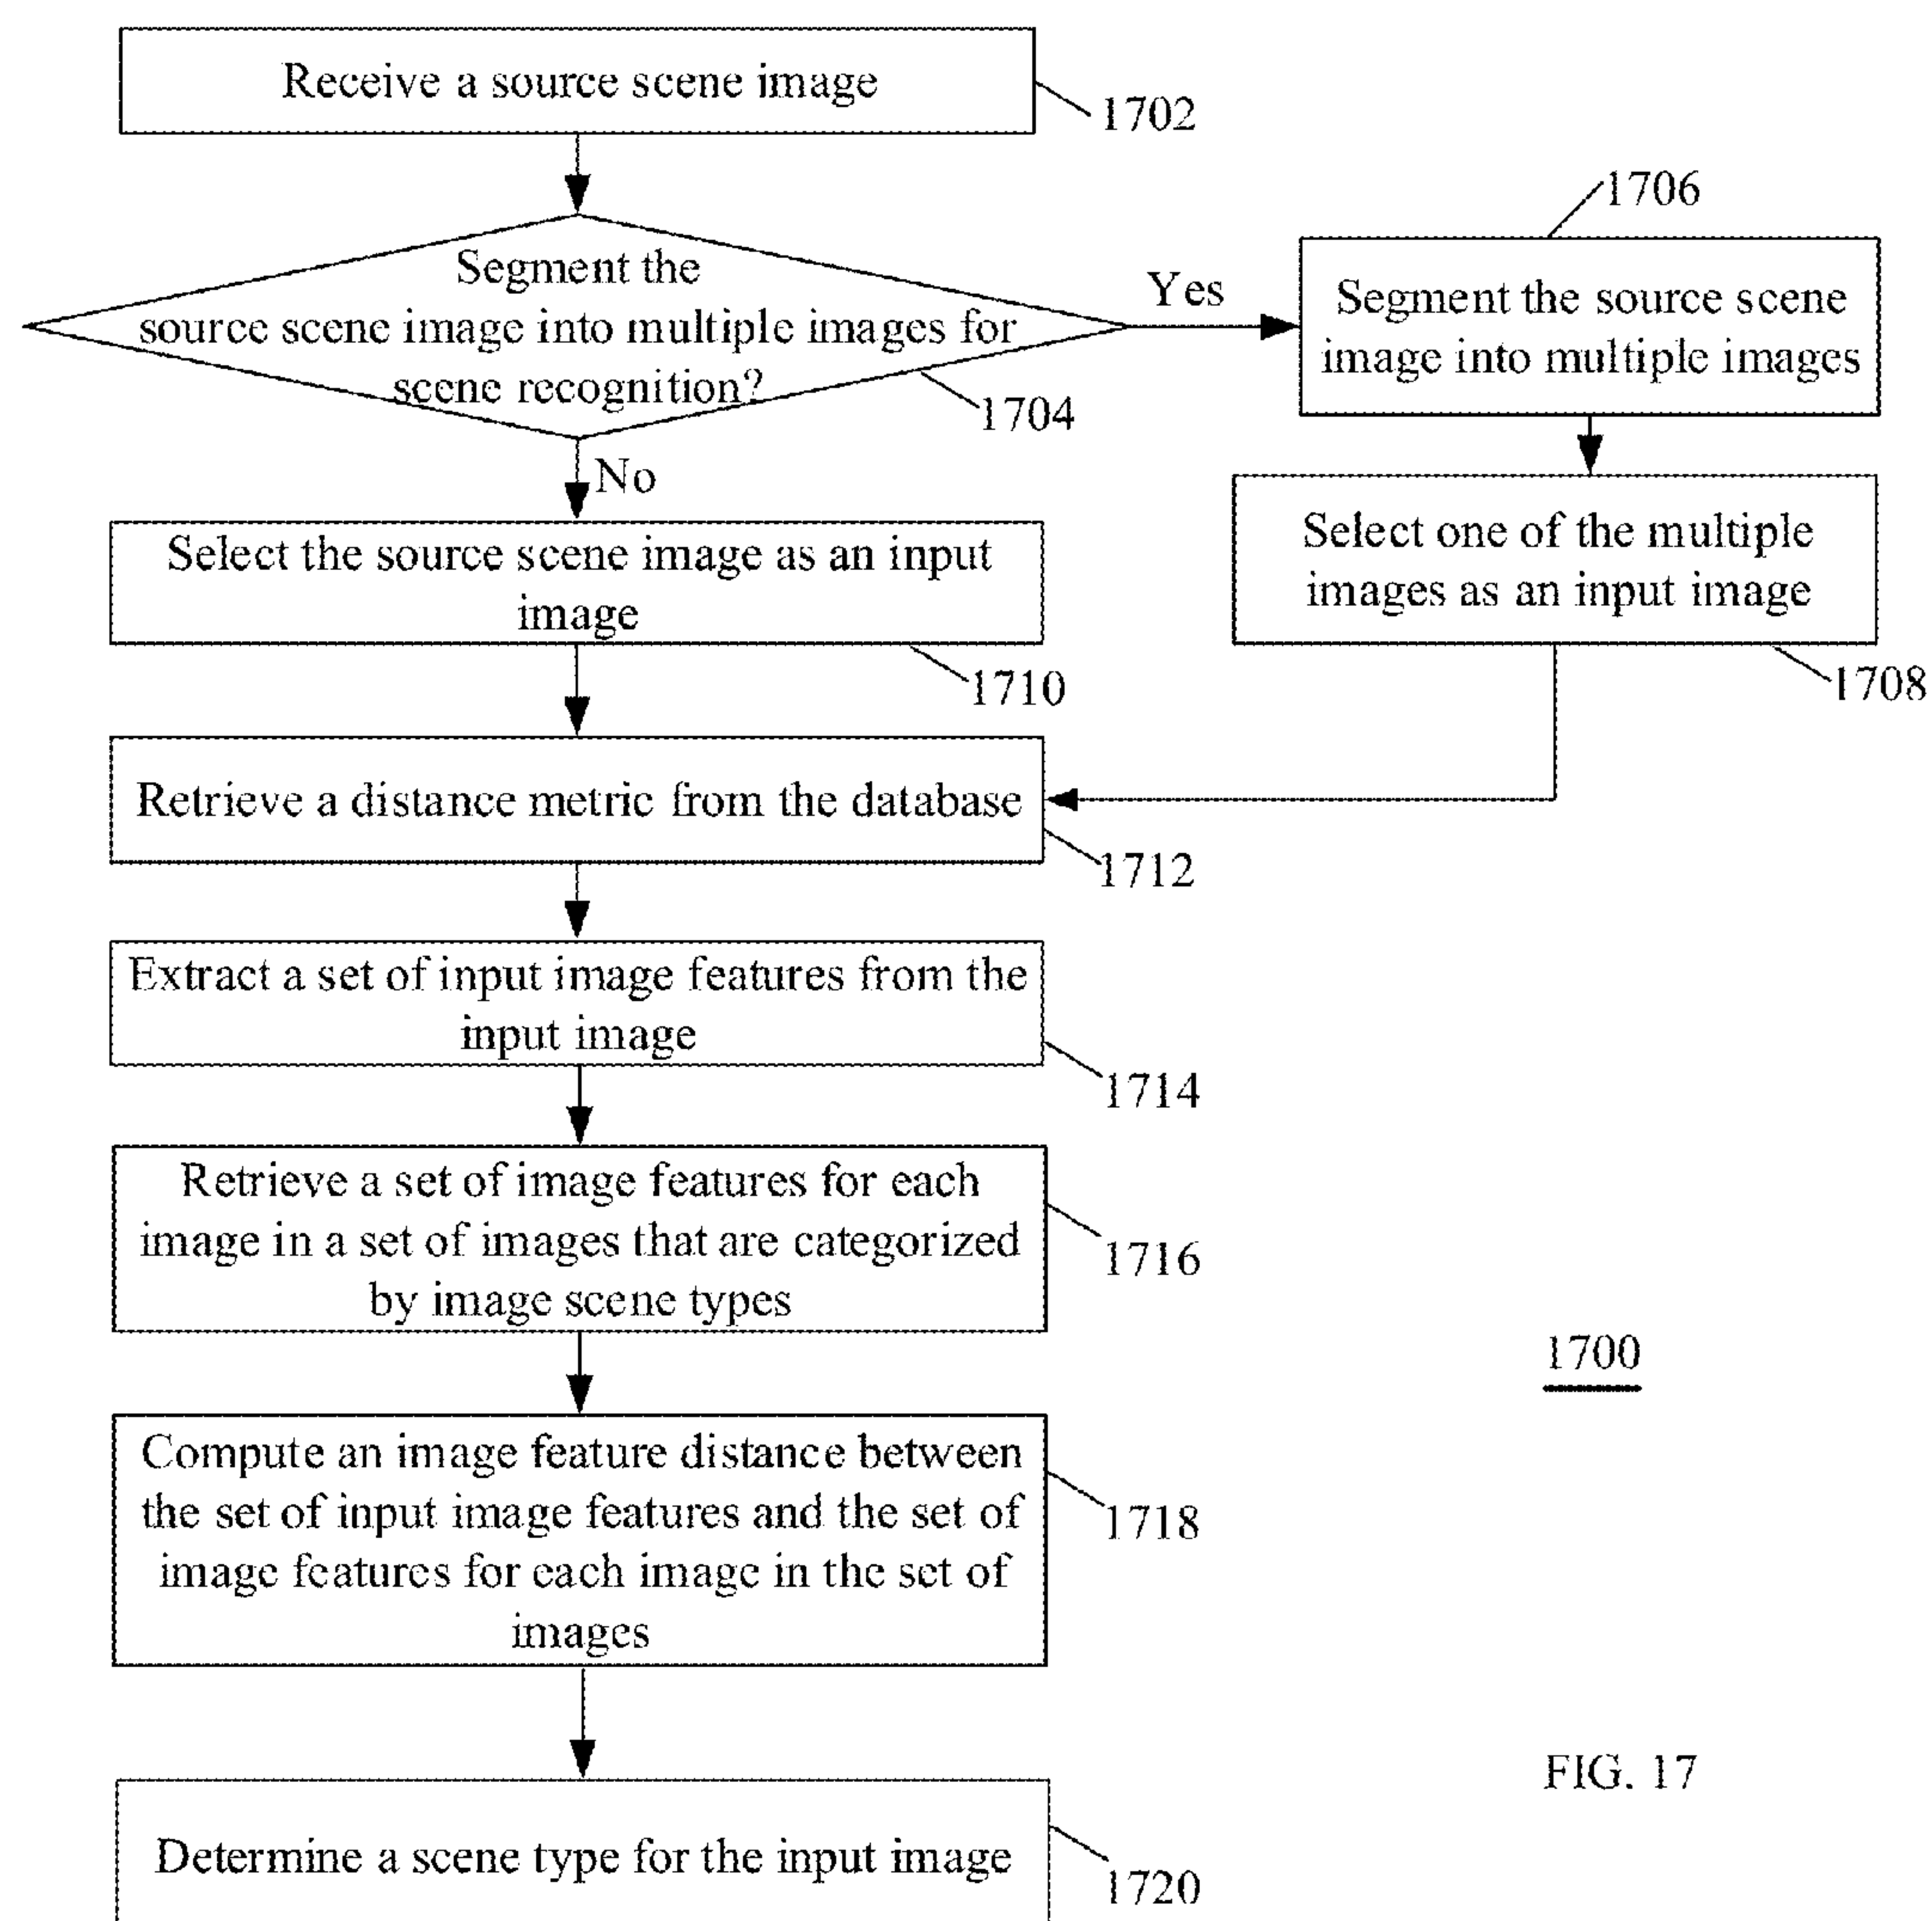 Receive a source scene image
1702
Segment the
source scene image into multiple images for
scene recognition?
1704
Yes
1706
Segment the source scene
image into multiple images
Select one of the multiple
images as an input image
1708
No
Select the source scene image as an input
image
1710
Retrieve a distance metric from the database
1712
Extract a set of input image features from the
input image
1714
Retrieve a set of image features for each
image in a set of images that are categorized
by image scene types
1716
Compute an image feature distance between
the set of input image features and the set of
image features for each image in the set of
images
1718
Determine a scene type for the input image
1720
1700
FIG. 17